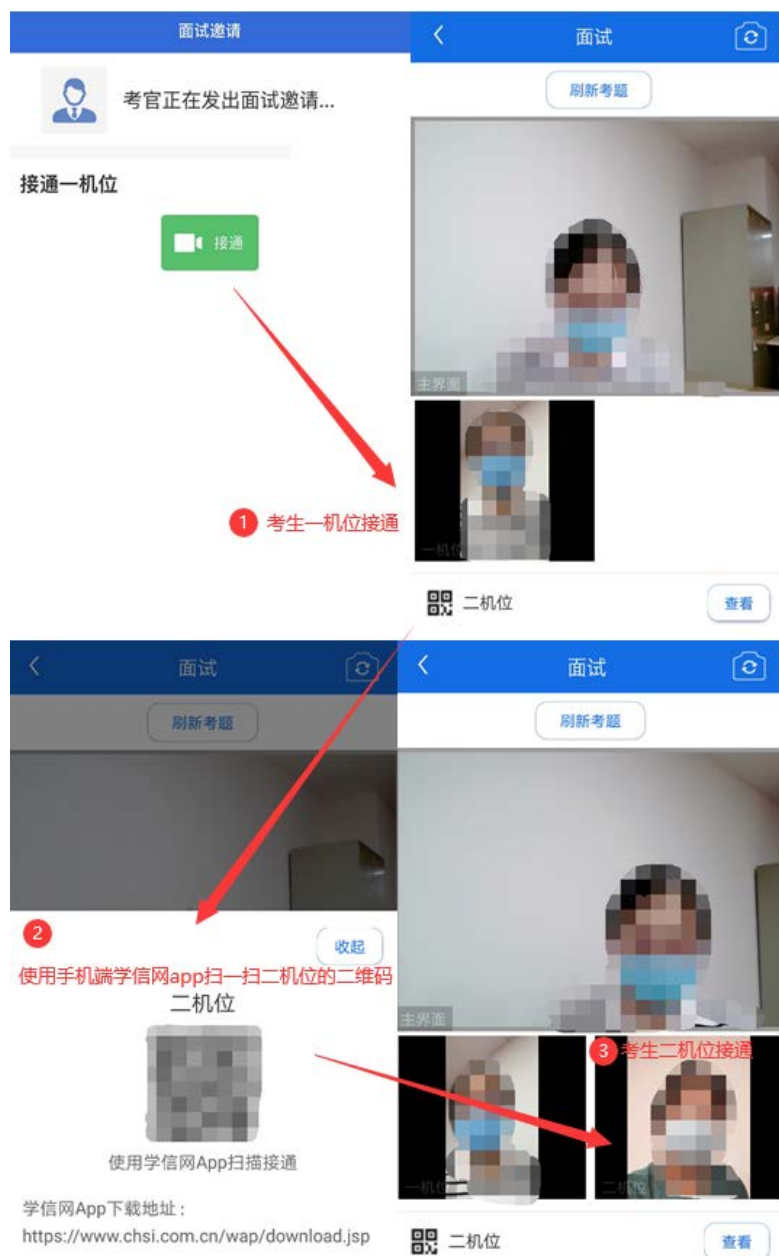 面试邀请
考官正在发出面试邀请...
接通一机位
接通
1 考生一机位接通
面试
刷新考题
主界面
一机位
二机位
查看
面试
刷新考题
2
收起
使用手机端学信网app扫一扫二机位的二维码
二机位
使用学信网App扫描接通
学信网App下载地址：
https://www.chsi.com.cn/wap/download.jsp
面试
刷新考题
主界面
3 考生二机位接通
一机位
二机位
二机位
查看